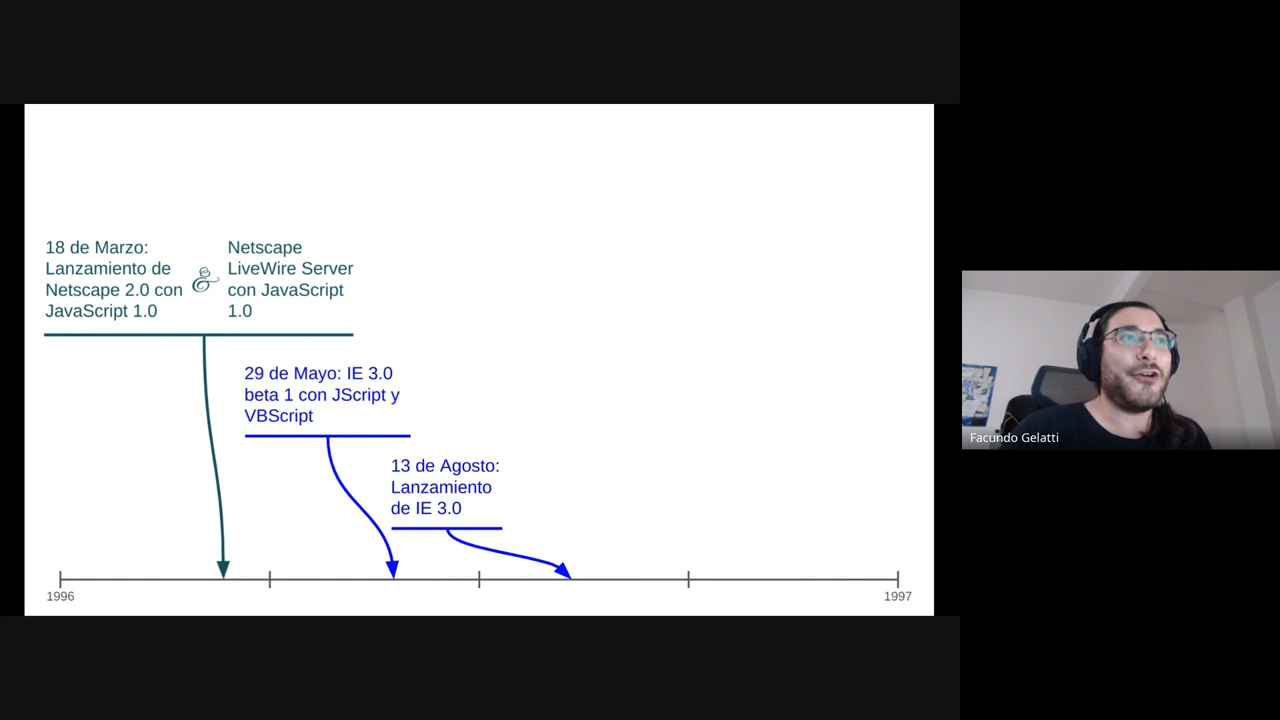 18 de Marzo:
Lanzamiento de
Netscape 2.0 con
JavaScript 1.0
&
Netscape
LiveWire Server
con JavaScript
1.0
29 de Mayo: IE 3.0
beta 1 con JScript y
VBScript
13 de Agosto:
Lanzamiento
de IE 3.0
1996
1997
Facundo Gelatti